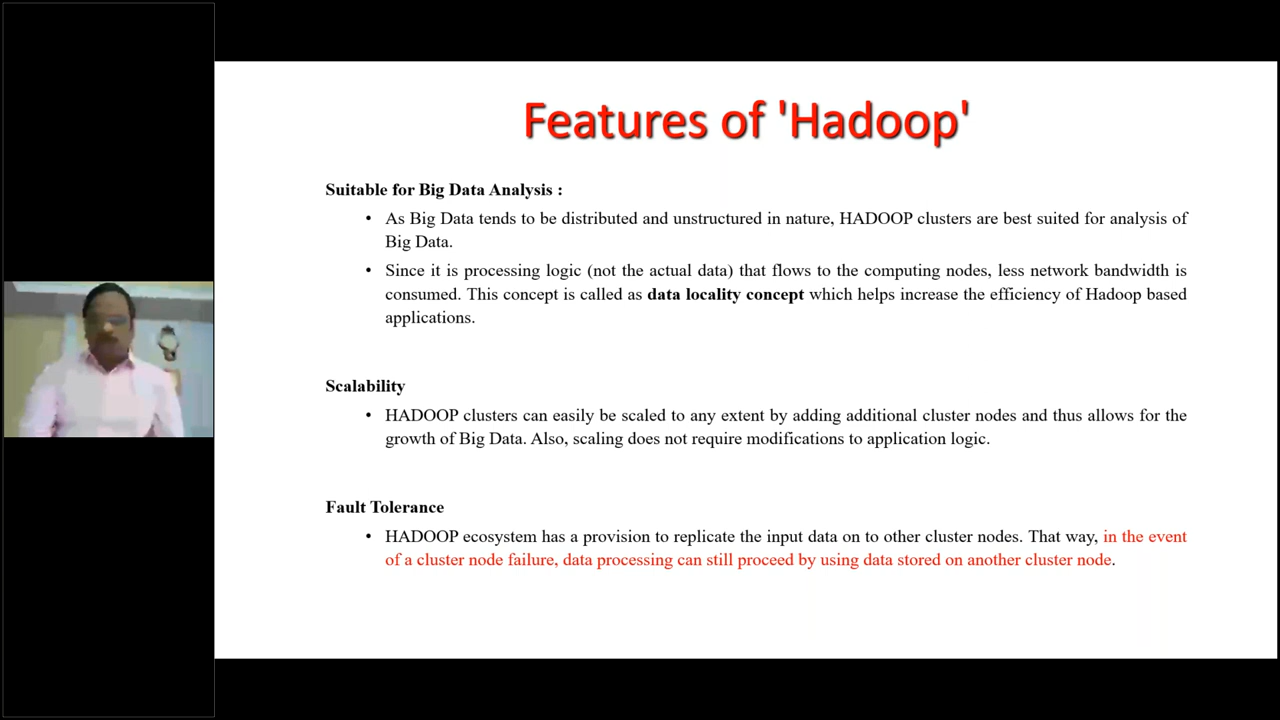 Features of 'Hadoop'
Suitable for Big Data Analysis :
• As Big Data tends to be distributed and unstructured in nature, HADOOP clusters are best suited for analysis of
Big Data.
• Since it is processing logic (not the actual data) that flows to the computing nodes, less network bandwidth is
consumed. This concept is called as data locality concept which helps increase the efficiency of Hadoop based
applications.
Scalability
• HADOOP clusters can easily be scaled to any extent by adding additional cluster nodes and thus allows for the
growth of Big Data. Also, scaling does not require modifications to application logic.
Fault Tolerance
• HADOOP ecosystem has a provision to replicate the input data on to other cluster nodes. That way, in the event
of a cluster node failure, data processing can still proceed by using data stored on another cluster node.